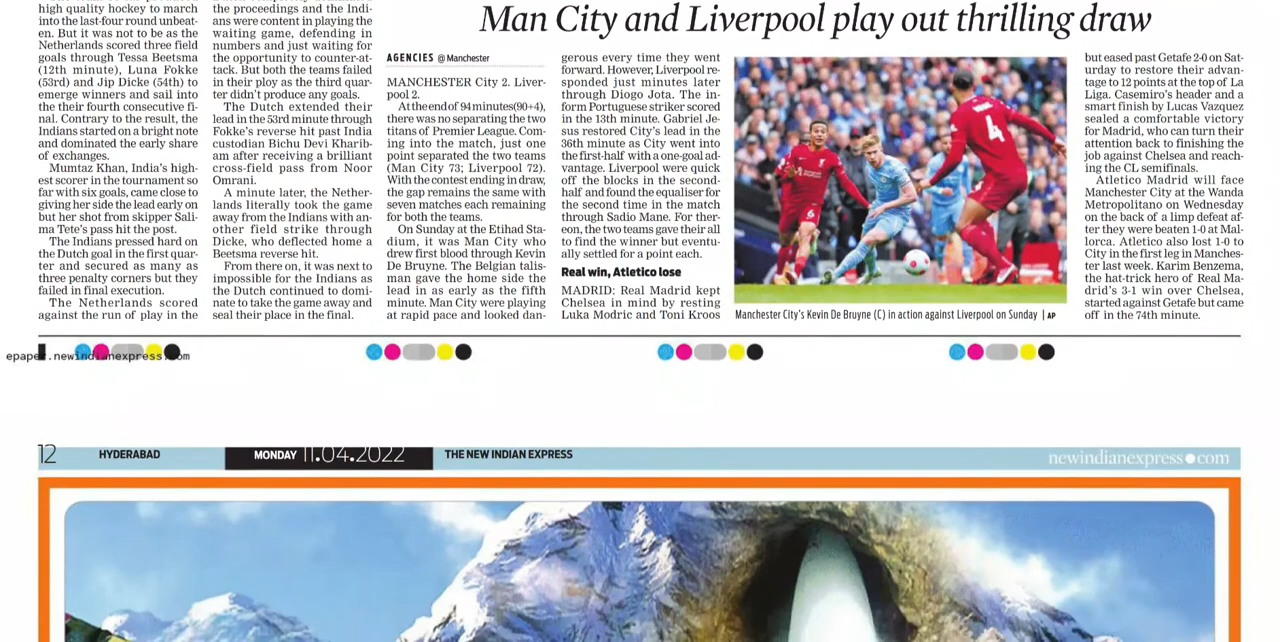 high quality hockey to march
into the last-four round unbeat-
en. But it was not to be as the
Netherlands scored three field
goals through Tessa Beetsma
(12th minute), Luna Fokke
(53rd) and Jip Dicke (54th) to
emerge winners and sail into
the their fourth consecutive fi-
nal. Contrary to the result, the
Indians started on a bright note
and dominated the early share
of exchanges.
Mumtaz Khan, India's high-
est scorer in the tournament so
far with six goals, came close to
giving her side the lead early on
but her shot from skipper Sali-
ma Tete's pass hit the post.
The Indians pressed hard on
the Dutch goal in the first quar-
ter and secured as many as
three penalty corners but they
failed in final execution.
The Netherlands scored
against the run of play in the
the proceedings and the Indi-
ans were content in playing the
waiting game, defending in
numbers and just waiting for
the opportunity to counter-at-
tack. But both the teams failed
in their ploy as the third quar-
ter didn't produce any goals.
The Dutch extended their
lead in the 53rd minute through
Fokke's reverse hit past India
custodian Bichu Devi Kharib-
am after receiving a brilliant
cross-field pass from Noor
Omrani.
A minute later, the Nether-
lands literally took the game
away from the Indians with an-
other field strike through
Dicke, who deflected home a
Beetsma reverse hit.
From there on, it was next to
impossible for the Indians as
the Dutch continued to domi-
nate to take the game away and
seal their place in the final.
Man City and Liverpool play out thrilling draw
AGENCIES @ Manchester
MANCHESTER City 2. Liver-
pool 2.
At the end of 94 minutes (90+4),
there was no separating the two
titans of Premier League. Com-
ing into the match, just one
point separated the two teams
(Man City 73; Liverpool 72).
With the contest ending in draw,
the gap remains the same with
seven matches each remaining
for both the teams.
On Sunday at the Etihad Sta-
dium, it was Man City who
drew first blood through Kevin
De Bruyne. The Belgian talis-
man gave the home side the
lead in as early as the fifth
minute. Man City were playing
at rapid pace and looked dan-
gerous every time they went
forward. However, Liverpool re-
sponded just minutes later
through Diogo Jota. The in-
form Portuguese striker scored
in the 13th minute. Gabriel Je-
sus restored City's lead in the
36th minute as City went into
the first-half with a one-goal ad-
vantage. Liverpool were quick
off the blocks in the second-
half and found the equaliser for
the second time in the match
through Sadio Mane. For ther-
eon, the two teams gave their all
to find the winner but eventu-
ally settled for a point each.
Real win, Atletico lose
MADRID: Real Madrid kept
Chelsea in mind by resting
Luka Modric and Toni Kroos
4
6
Manchester City's Kevin De Bruyne (C) in action against Liverpool on Sunday | AP
but eased past Getafe 2-0 on Sat-
urday to restore their advan-
tage to 12 points at the top of La
Liga. Casemiro's header and a
smart finish by Lucas Vazquez
sealed a comfortable victory
for Madrid, who can turn their
attention back to finishing the
job against Chelsea and reach-
ing the CL semifinals.
Atletico Madrid will face
Manchester City at the Wanda
Metropolitano on Wednesday
on the back of a limp defeat af-
ter they were beaten 1-0 at Mal-
lorca. Atletico also lost 1-0 to
City in the first leg in Manches-
ter last week. Karim Benzema,
the hat-trick hero of Real Ma-
drid's 3-1 win over Chelsea,
started against Getafe but came
off in the 74th minute.
epaper.newindianexpress.com
12 HYDERABAD MONDAY 11.04.2022 THE NEW INDIAN EXPRESS newindianexpress.com